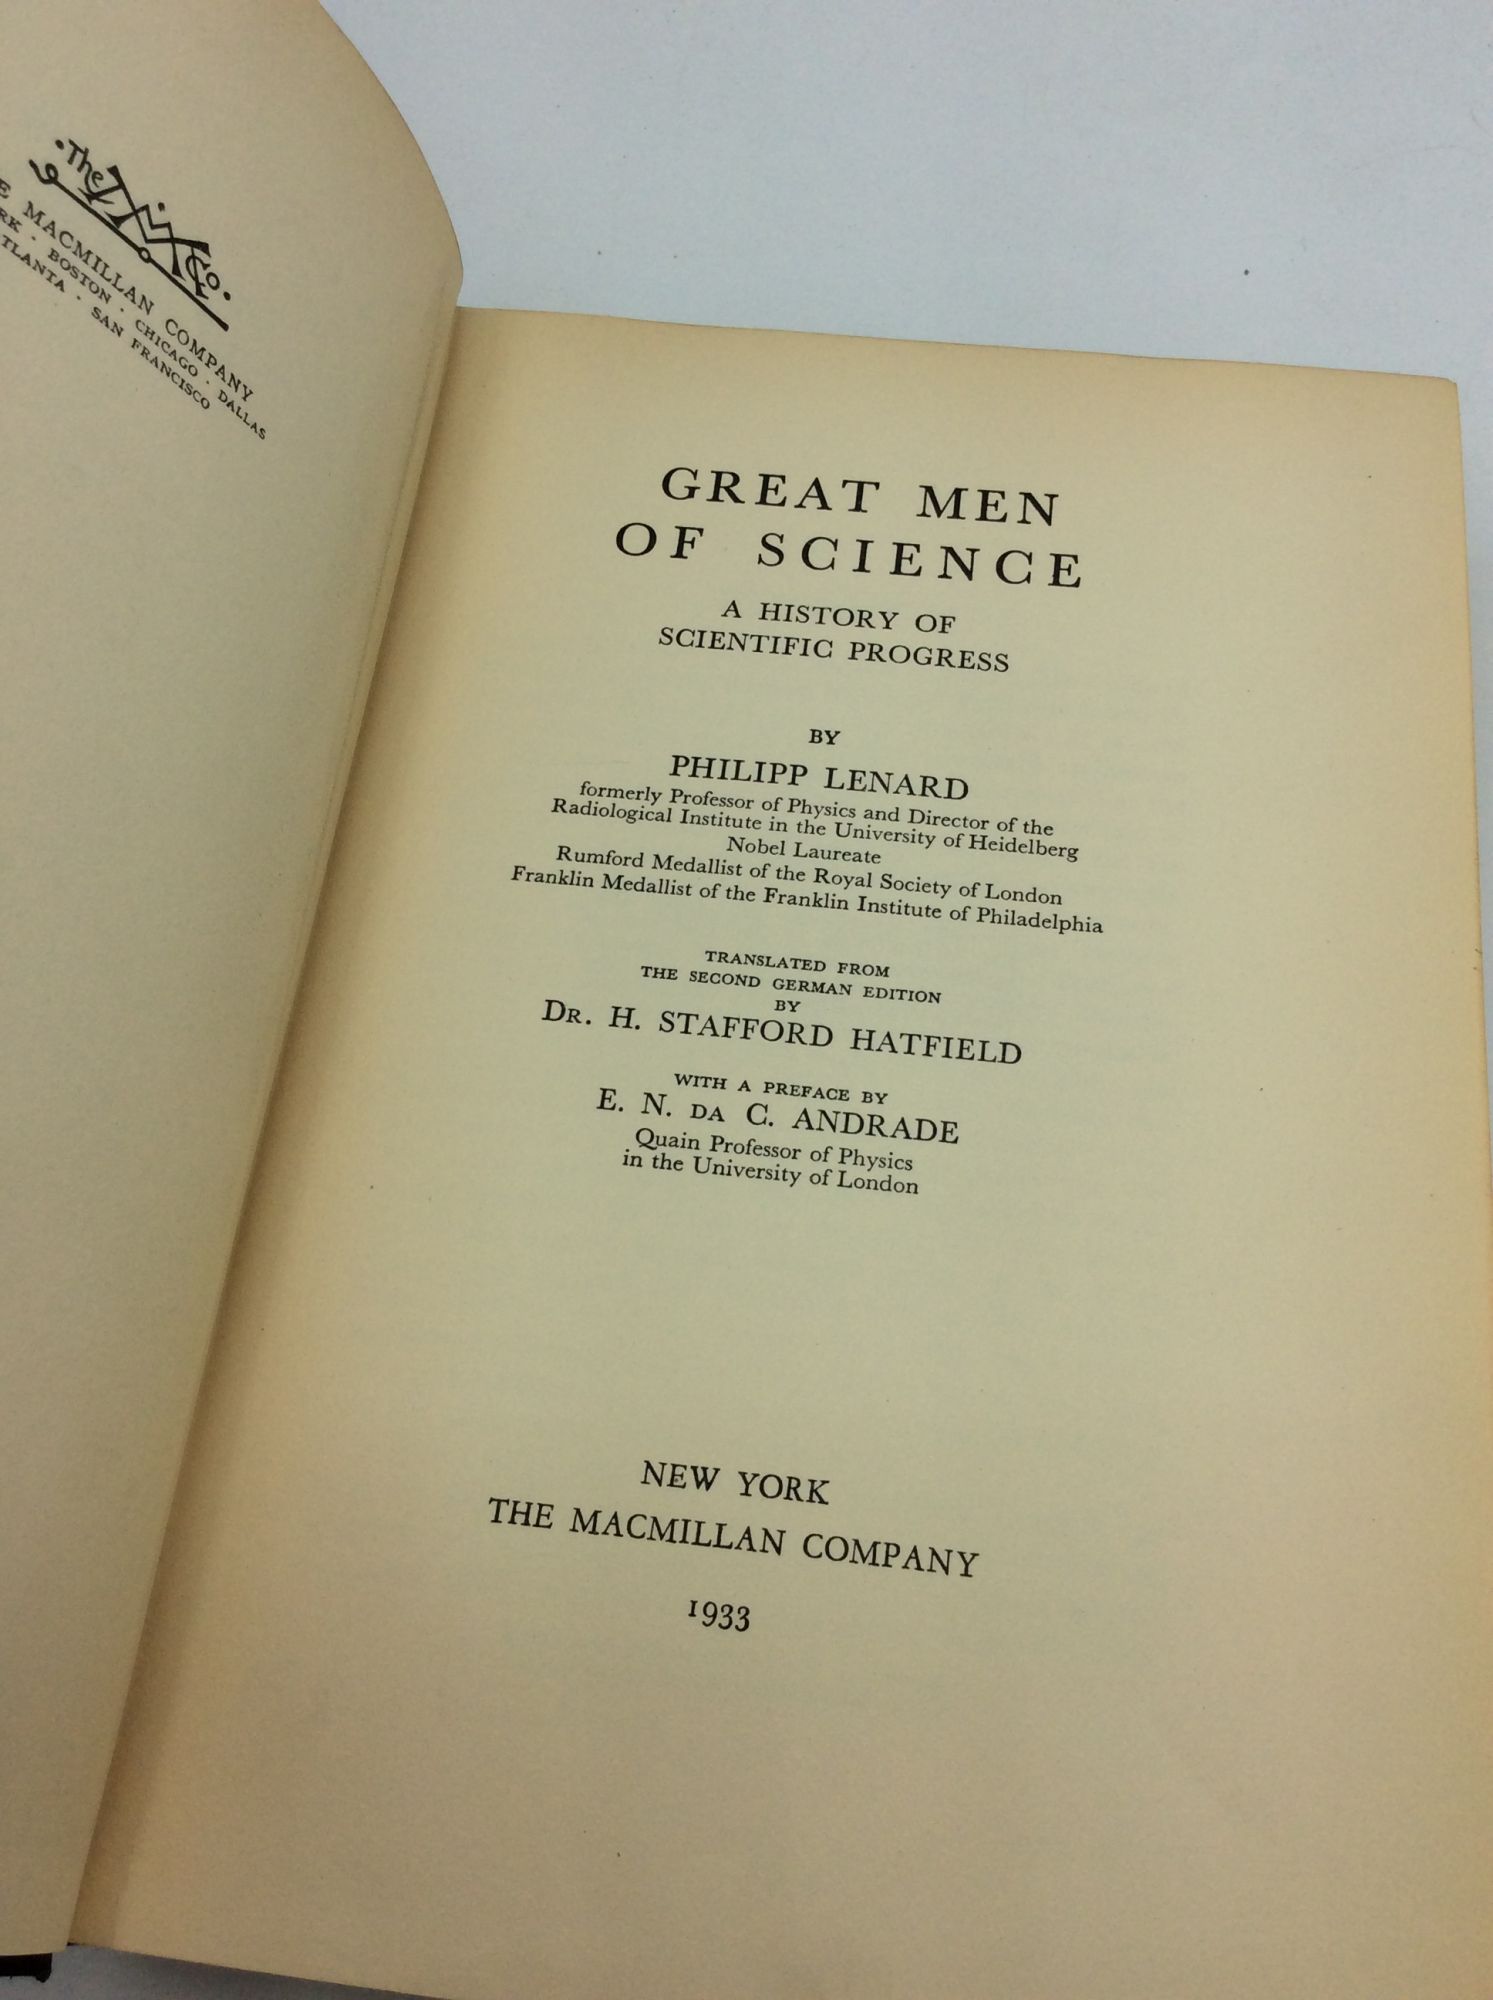 The M Co.
MACMILLAN COMPANY
BOSTON · CHICAGO · DALLAS
· SAN FRANCISCO
GREAT MEN
OF SCIENCE
A HISTORY OF
SCIENTIFIC PROGRESS
BY
PHILIPP LENARD
formerly Professor of Physics and Director of the
Radiological Institute in the University of Heidelberg
Nobel Laureate
Rumford Medallist of the Royal Society of London
Franklin Medallist of the Franklin Institute of Philadelphia
TRANSLATED FROM
THE SECOND GERMAN EDITION
BY
DR. H. STAFFORD HATFIELD
WITH A PREFACE BY
E. N. DA C. ANDRADE
Quain Professor of Physics
in the University of London
NEW YORK
THE MACMILLAN COMPANY
1933